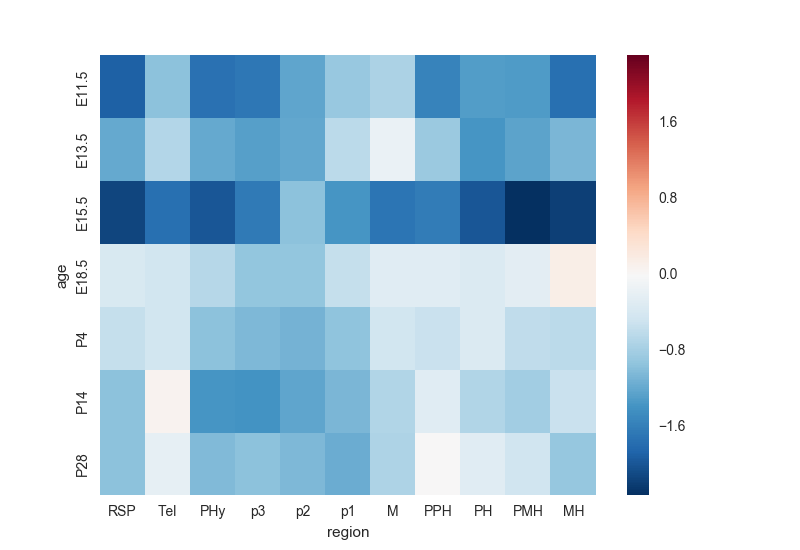 age
E11.5
E13.5
E15.5
E18.5
P4
P14
P28
RSP Tel PHy p3 p2 p1 M PPH PH PMH MH
region
1.6
0.8
0.0
−0.8
−1.6